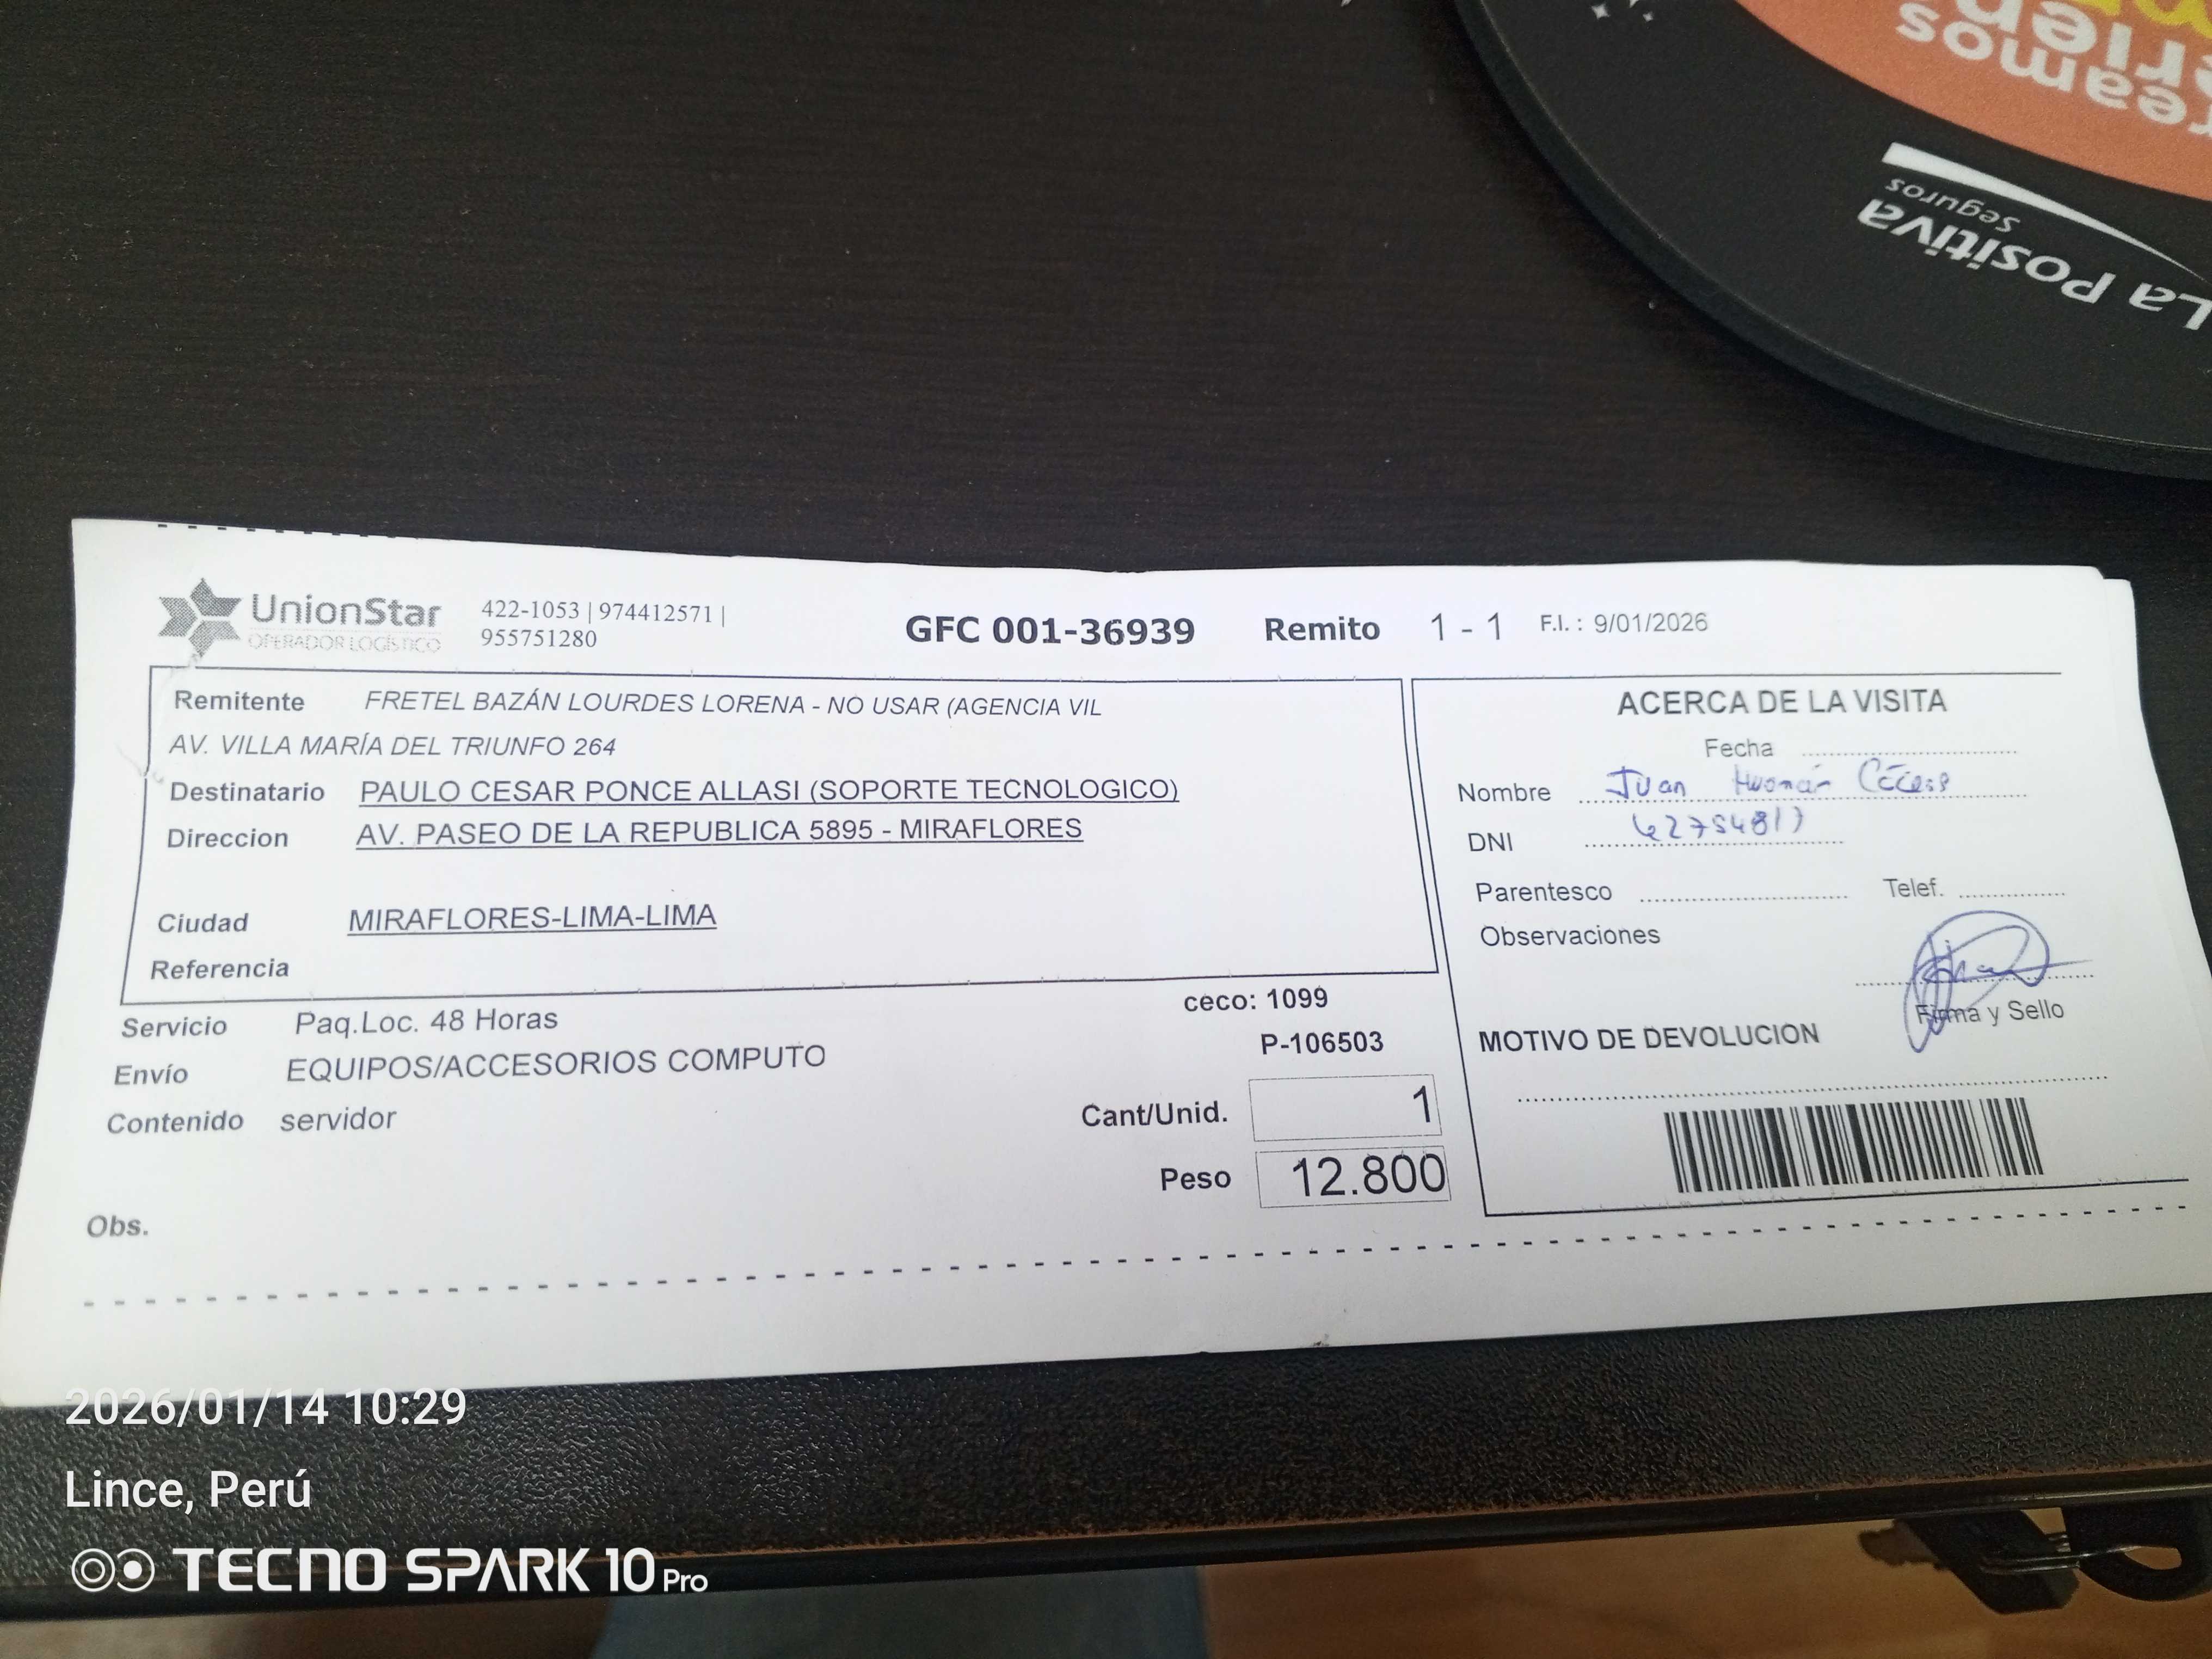 reamos
erien
La Positiva
Seguros
UnionStar
OPERADOR LOGÍSTICO
422-1053 | 974412571 |
955751280
GFC 001-36939 Remito 1 - 1 F.I. : 9/01/2026
Remitente FRETEL BAZÁN LOURDES LORENA - NO USAR (AGENCIA VIL
AV. VILLA MARÍA DEL TRIUNFO 264
Destinatario PAULO CESAR PONCE ALLASI (SOPORTE TECNOLOGICO)
Direccion AV. PASEO DE LA REPUBLICA 5895 - MIRAFLORES
Ciudad MIRAFLORES-LIMA-LIMA
Referencia
Servicio Paq.Loc. 48 Horas
Envío EQUIPOS/ACCESORIOS COMPUTO
Contenido servidor
ceco: 1099
P-106503
Cant/Unid. 1
Peso 12.800
Obs.
ACERCA DE LA VISITA
Fecha
Nombre Juan Huamán
DNI 42754817
Parentesco Telef.
Observaciones
Firma y Sello
MOTIVO DE DEVOLUCION
2026/01/14 10:29
Lince, Perú
TECNO SPARK 10 Pro